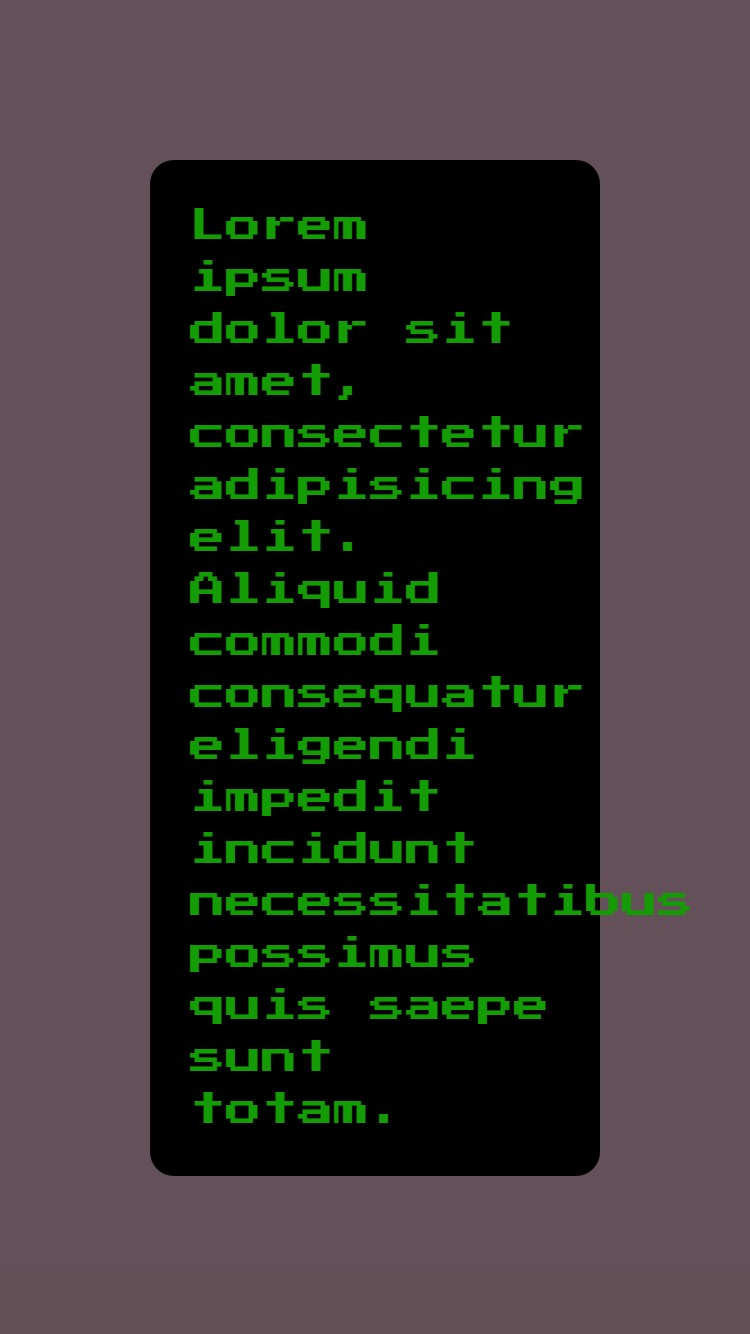 Lorem
ipsum
dolor sit
amet,
consectetur
adipisicing
elit.
Aliquid
commodi
consequatur
eligendi
impedit
incidunt
necessitatibus
possimus
quis saepe
sunt
totam.